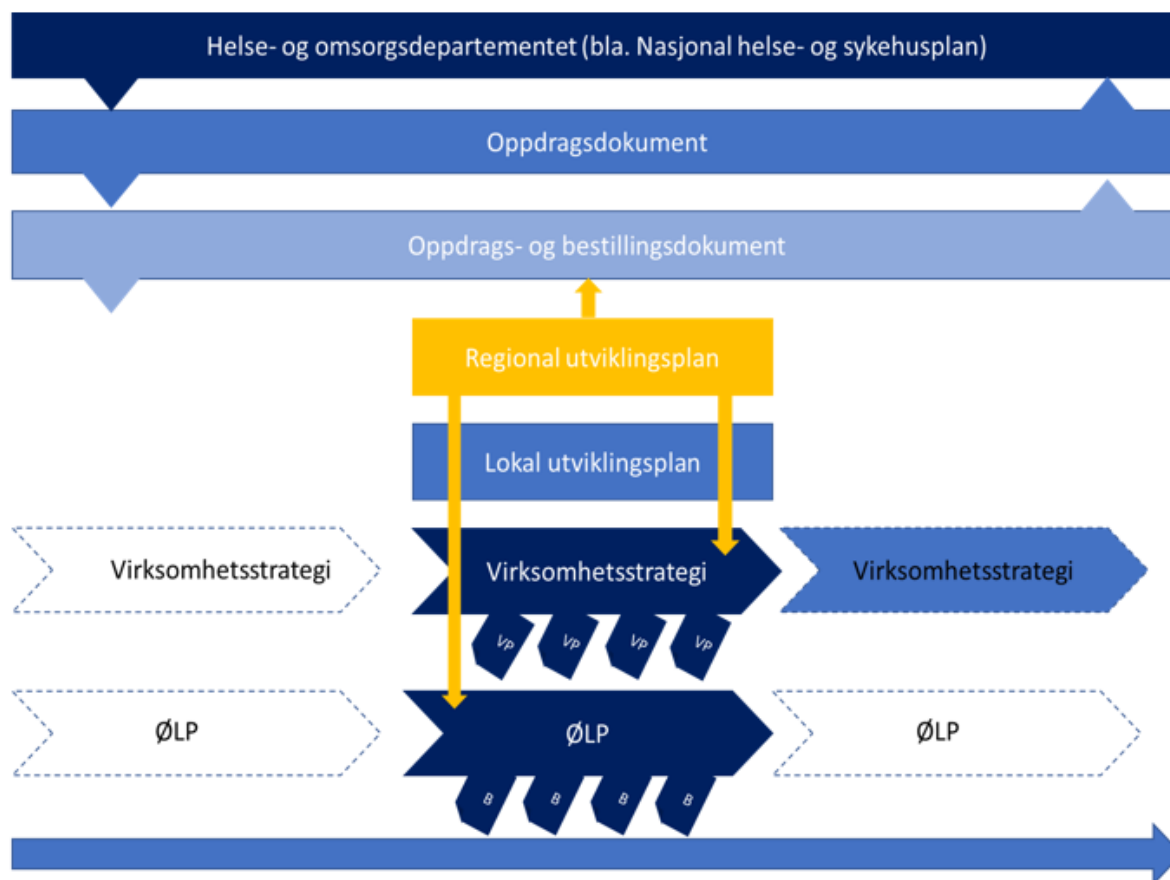 Helse- og omsorgsdepartementet (bla. Nasjonal helse- og sykehusplan)
Oppdragsdokument
Oppdrags- og bestillingsdokument
Regional utviklingsplan
Lokal utviklingsplan
Virksomhetsstrategi
Virksomhetsstrategi
Virksomhetsstrategi
VP
VP
VP
VP
ØLP
ØLP
ØLP
B
B
B
B